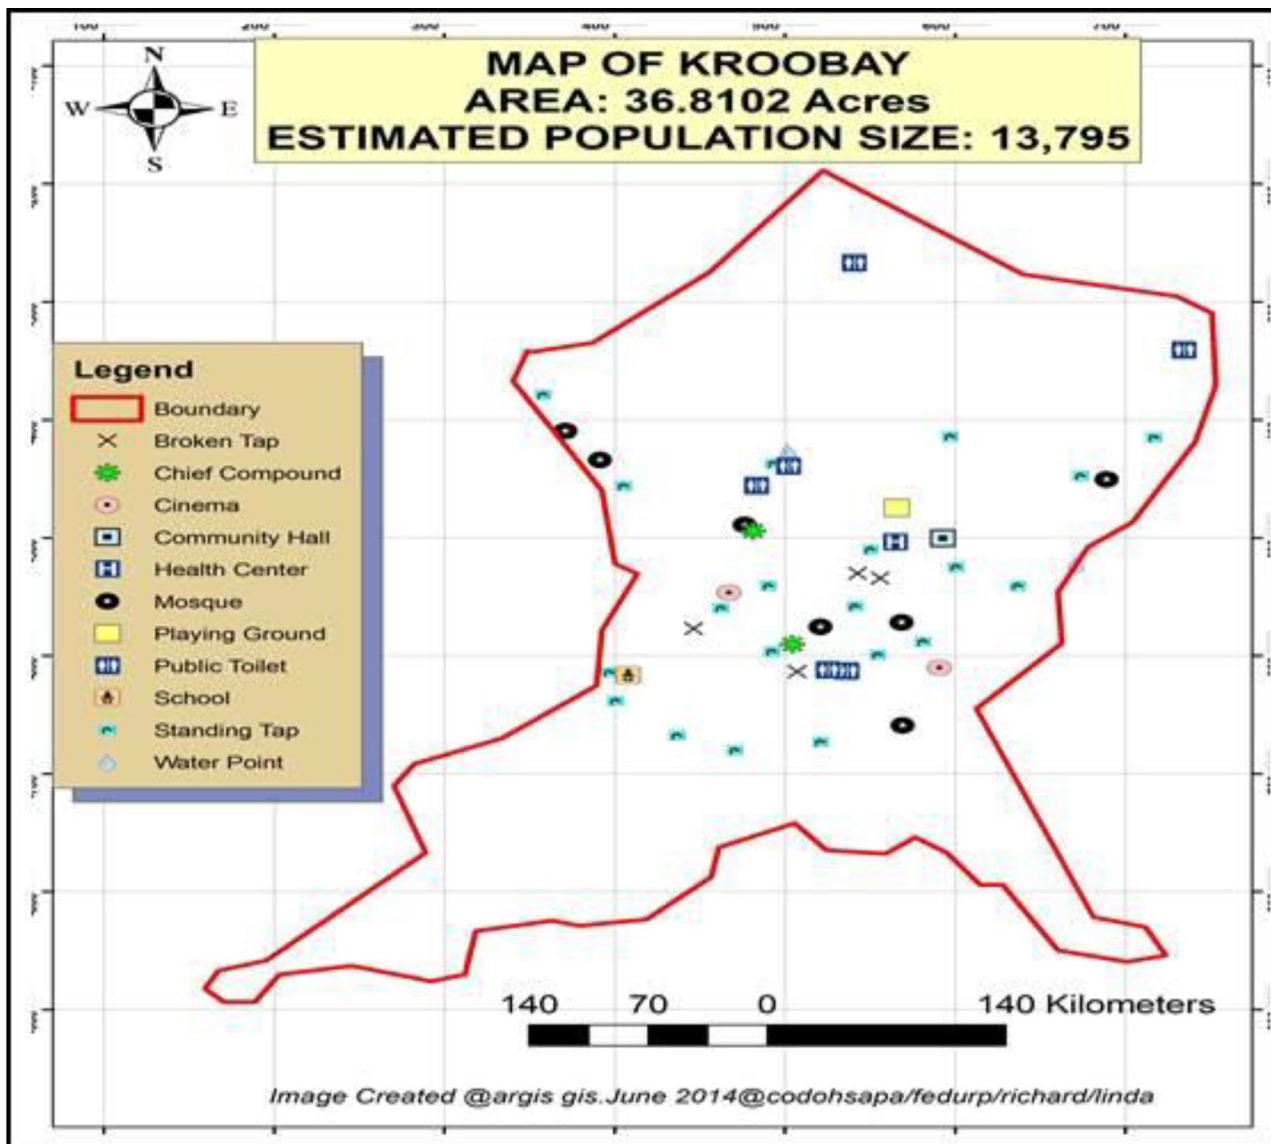 N
W E
S
MAP OF KROOBAY
AREA: 36.8102 Acres
ESTIMATED POPULATION SIZE: 13,795
Legend
Boundary
Broken Tap
Chief Compound
Cinema
Community Hall
Health Center
Mosque
Playing Ground
Public Toilet
School
Standing Tap
Water Point
140 70 0 140 Kilometers
Image Created @argis gis.June 2014@codohsapa/fedurp/richard/linda